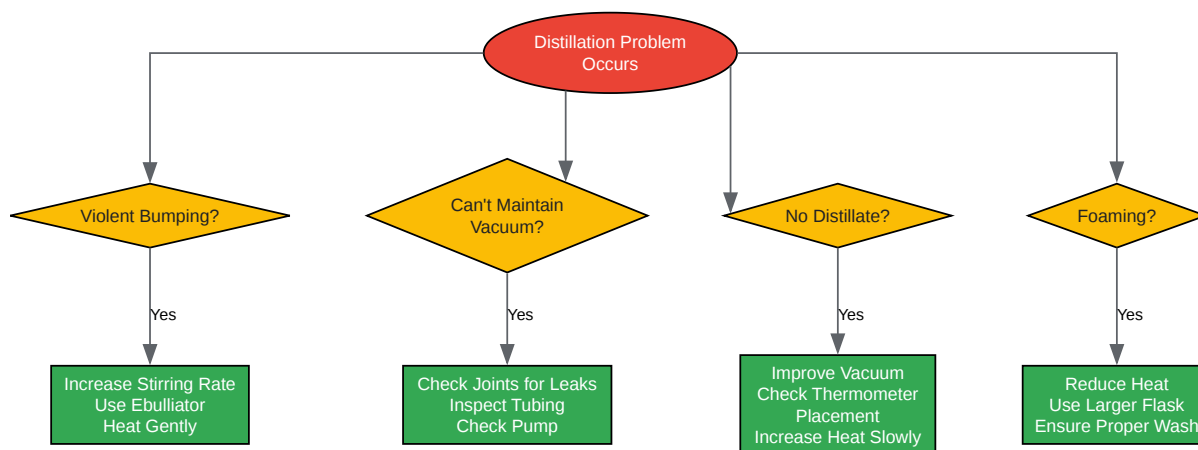 Distillation Problem
Occurs
Violent Bumping?
Can't Maintain
Vacuum?
No Distillate?
Foaming?
Yes
Yes
Yes
Yes
Increase Stirring Rate
Use Ebulliator
Heat Gently
Check Joints for Leaks
Inspect Tubing
Check Pump
Improve Vacuum
Check Thermometer
Placement
Increase Heat Slowly
Reduce Heat
Use Larger Flask
Ensure Proper Wash